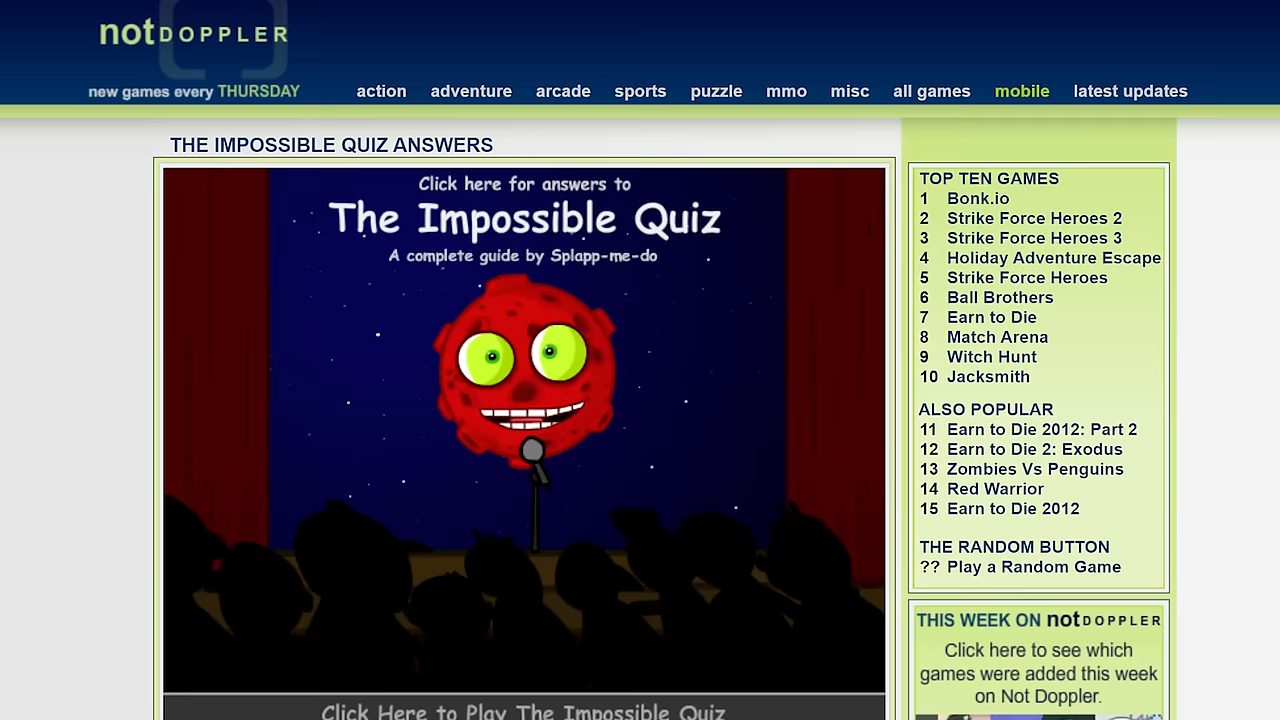 notDOPPLER
new games every THURSDAY
action adventure arcade sports puzzle mmo misc all games mobile latest updates
THE IMPOSSIBLE QUIZ ANSWERS
Click here for answers to
The Impossible Quiz
A complete guide by Splapp-me-do
Click Here to Play The Impossible Quiz
TOP TEN GAMES
1 Bonk.io
2 Strike Force Heroes 2
3 Strike Force Heroes 3
4 Holiday Adventure Escape
5 Strike Force Heroes
6 Ball Brothers
7 Earn to Die
8 Match Arena
9 Witch Hunt
10 Jacksmith
ALSO POPULAR
11 Earn to Die 2012: Part 2
12 Earn to Die 2: Exodus
13 Zombies Vs Penguins
14 Red Warrior
15 Earn to Die 2012
THE RANDOM BUTTON
?? Play a Random Game
THIS WEEK ON notDOPPLER
Click here to see which
games were added this week
on Not Doppler.